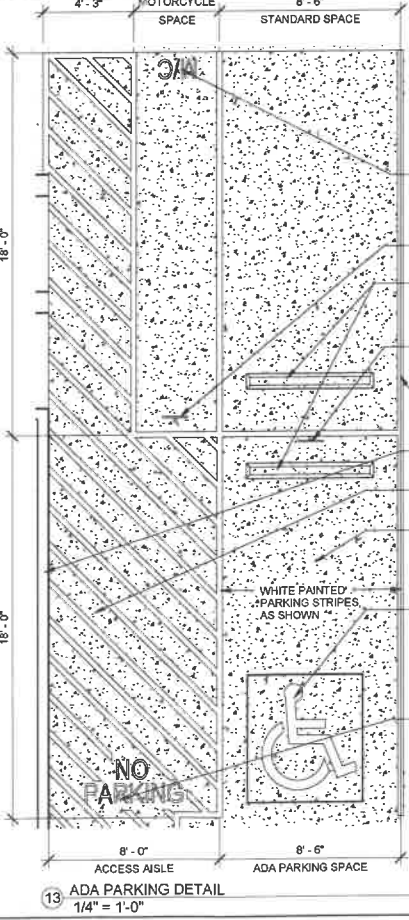 4' - 3"
MOTORCYCLE
SPACE
8' - 6"
STANDARD SPACE
M/C
18' - 0"
18' - 0"
WHITE PAINTED
PARKING STRIPES
AS SHOWN
NO
PARKING
8' - 0"
8' - 6"
ACCESS AISLE
ADA PARKING SPACE
13 ADA PARKING DETAIL
1/4" = 1'-0"